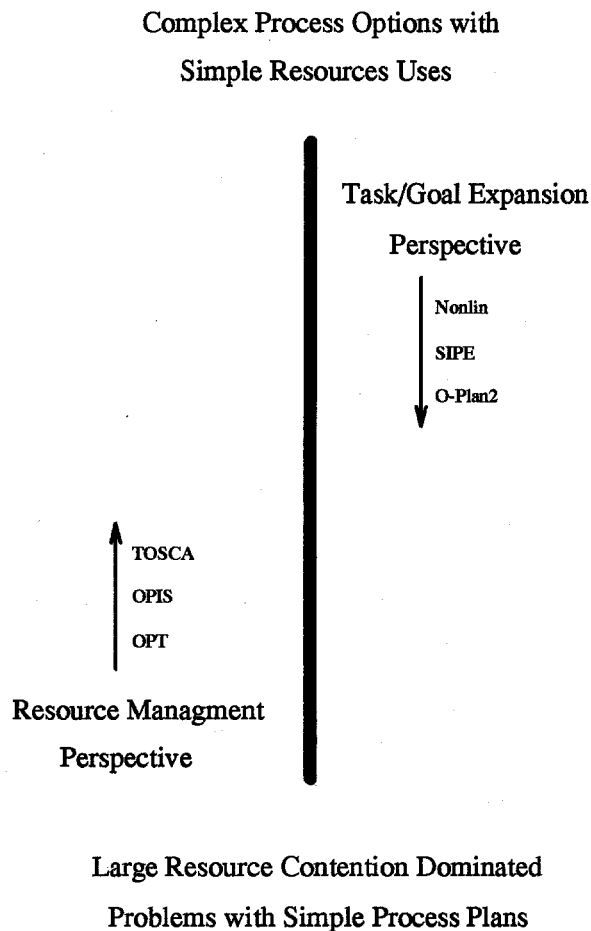 Complex Process Options with
Simple Resources Uses
Task/Goal Expansion
Perspective
Nonlin
SIPE
O-Plan2
TOSCA
OPIS
OPT
Resource Managment
Perspective
Large Resource Contention Dominated
Problems with Simple Process Plans